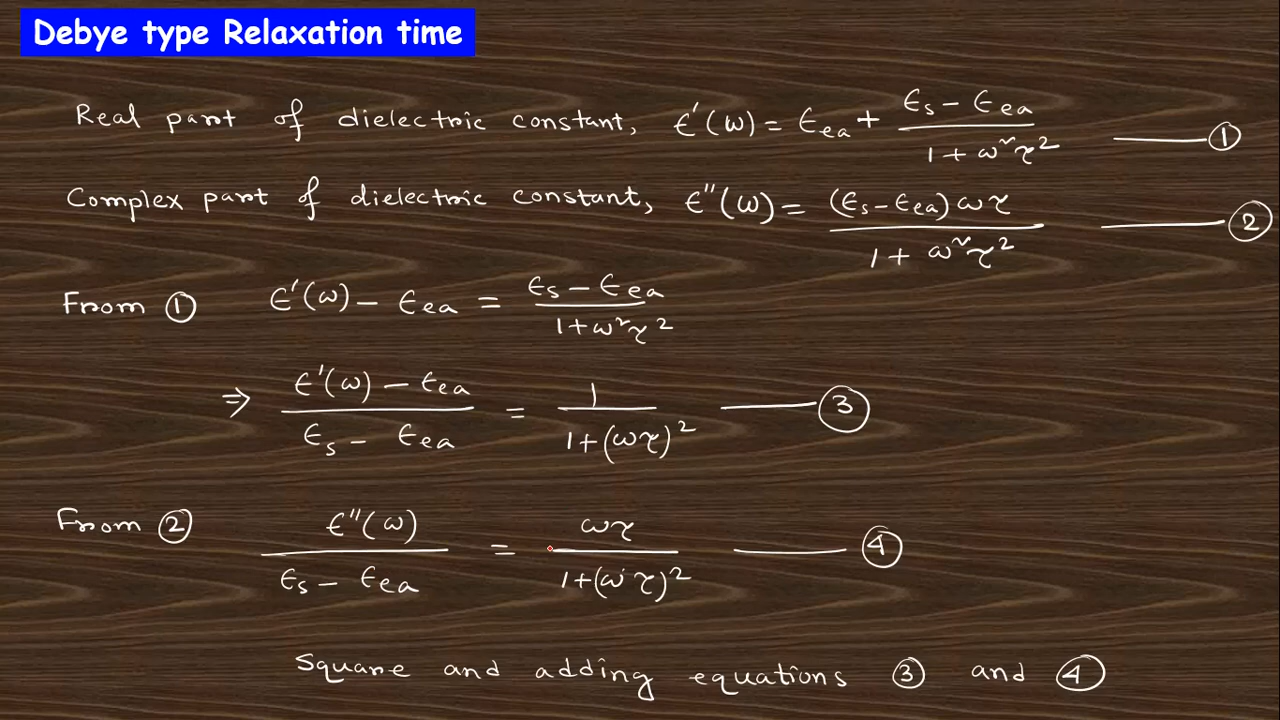 Debye type Relaxation time
Real part of dielectric constant, ϵ'(ω) = ϵea + (ϵs - ϵea) / (1 + ω²τ²) ——— ①
Complex part of dielectric constant, ϵ''(ω) = (ϵs - ϵea) ωτ / (1 + ω²τ²) ——— ②
From ① ϵ'(ω) - ϵea = (ϵs - ϵea) / (1 + ω²τ²)
⇒ (ϵ'(ω) - ϵea) / (ϵs - ϵea) = 1 / (1 + (ωτ)²) ——— ③
From ② ϵ''(ω) / (ϵs - ϵea) = ωτ / (1 + (ωτ)²) ——— ④
Square and adding equations ③ and ④